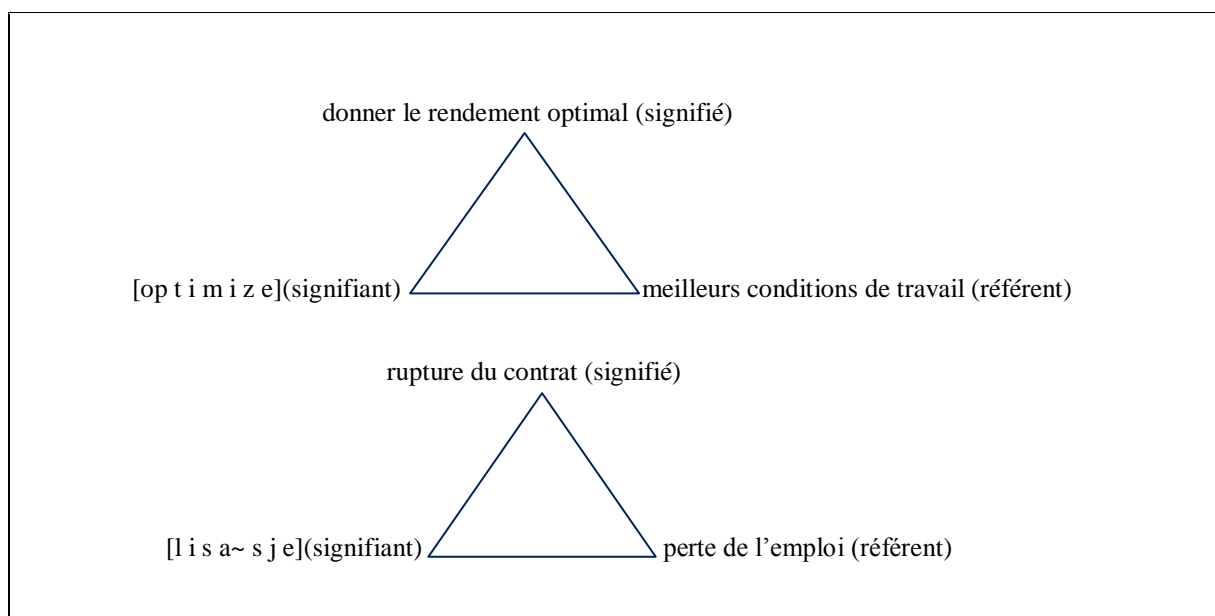 donner le rendement optimal (signifié)
[op t i m i z e](signifiant)
meilleurs conditions de travail (référent)
rupture du contrat (signifié)
[l i s a~ s j e](signifiant)
perte de l’emploi (référent)